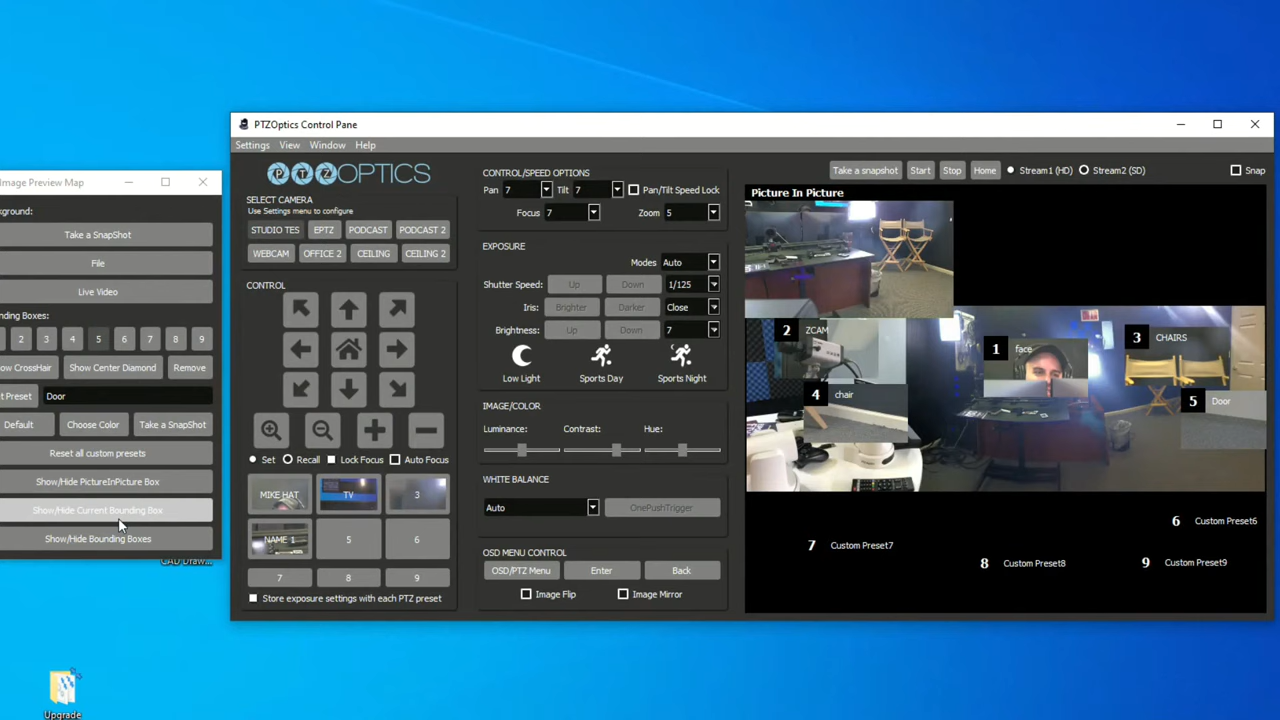 PTZOptics Control Pane
Settings View Window Help
Image Preview Map
kground:
Take a SnapShot
File
Live Video
nding Boxes:
2 3 4 5 6 7 8 9
ow CrossHair Show Center Diamond Remove
t Preset Door
Default Choose Color Take a SnapShot
Reset all custom presets
Show/Hide PictureInPicture Box
Show/Hide Current Bounding Box
Show/Hide Bounding Boxes
CAD Draw...
Upgrade
PTZOPTICS
SELECT CAMERA
Use Settings menu to configure
STUDIO TES EPTZ PODCAST PODCAST 2
WEBCAM OFFICE 2 CEILING CEILING 2
CONTROL
Set Recall Lock Focus Auto Focus
MIKE HAT TV 3
NAME 1 5 6
7 8 9
Store exposure settings with each PTZ preset
CONTROL/SPEED OPTIONS
Pan 7 Tilt 7 Pan/Tilt Speed Lock
Focus 7 Zoom 5
EXPOSURE
Modes Auto
Shutter Speed: Up Down 1/125
Iris: Brighter Darker Close
Brightness: Up Down 7
Low Light Sports Day Sports Night
IMAGE/COLOR
Luminance: Contrast: Hue:
WHITE BALANCE
Auto OnePushTrigger
OSD MENU CONTROL
OSD/PTZ Menu Enter Back
Image Flip Image Mirror
Take a snapshot Start Stop Home Stream1 (HD) Stream2 (SD) Snap
Picture In Picture
2 ZCAM
1 face
3 CHAIRS
4 chair
5 Door
6 Custom Preset6
7 Custom Preset7
8 Custom Preset8
9 Custom Preset9